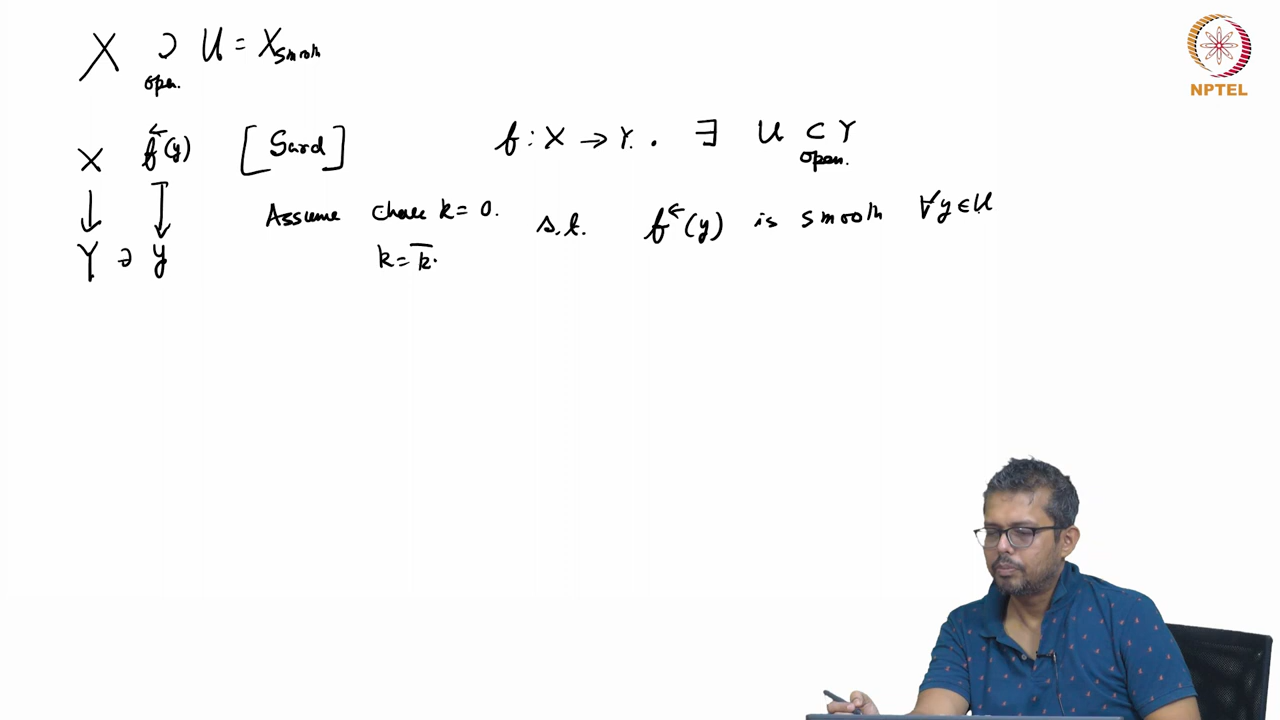 X ⊃ U = X_smooth
open.
X f^←(y) [Sard] f : X → Y. ∃ U ⊂ Y
open.
↓ ↧ Assume char k = 0. s.t. f^←(y) is smooth ∀y∈U
Y ∋ y k = k̄.
NPTEL